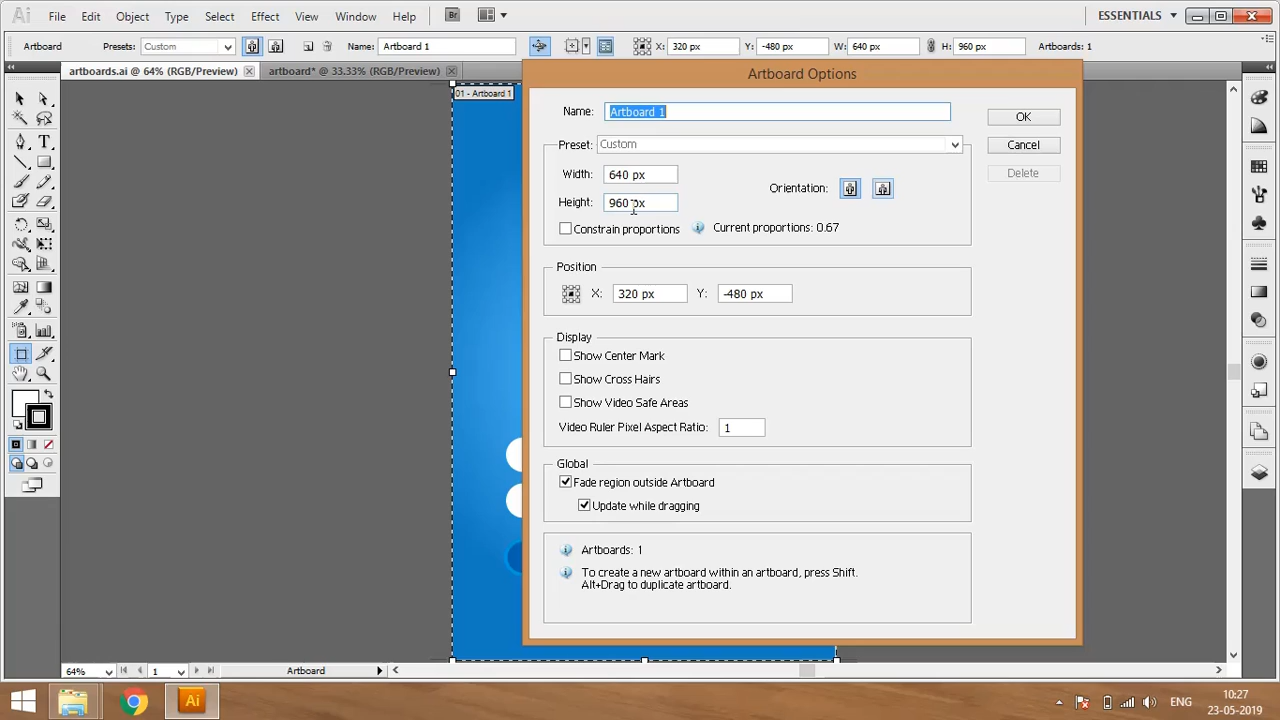 Ai File Edit Object Type Select Effect View Window Help Br ESSENTIALS
Artboard Presets: Custom Name: Artboard 1 X: 320 px Y: -480 px W: 640 px H: 960 px Artboards: 1
artboards.ai @ 64% (RGB/Preview) artboard* @ 33.33% (RGB/Preview)
01 - Artboard 1
Artboard Options
Name: Artboard 1
OK
Preset: Custom
Cancel
Width: 640 px
Orientation:
Delete
Height: 960 px
Constrain proportions Current proportions: 0.67
Position
X: 320 px Y: -480 px
Display
Show Center Mark
Show Cross Hairs
Show Video Safe Areas
Video Ruler Pixel Aspect Ratio: 1
Global
Fade region outside Artboard
Update while dragging
Artboards: 1
To create a new artboard within an artboard, press Shift.
Alt+Drag to duplicate artboard.
64% 1 Artboard
Ai ENG 10:27
23-05-2019